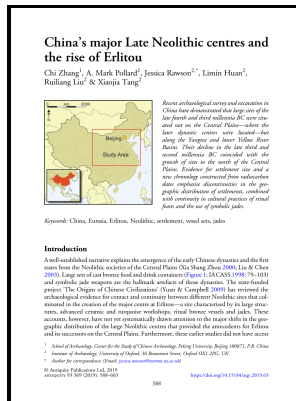 China's major Late Neolithic centres and
the rise of Erlitou
Chi Zhang¹, A. Mark Pollard², Jessica Rawson²,*, Limin Huan²,
Ruiliang Liu² & Xiaojia Tang²
Recent archaeological survey and excavation in
China have demonstrated that large sites of the
late fourth and third millennia BC were situ-
ated not on the Central Plains—where the
later dynastic centres were located—but
along the Yangtze and lower Yellow River
Basins. Their decline in the late third and
second millennia BC coincided with the
growth of sites to the north of the Central
Plains. Evidence for settlement size and a
new chronology constructed from radiocarbon
dates emphasise discontinuities in the geo-
graphic distribution of settlements, combined
with continuity in cultural practices of ritual
feasts and the use of symbolic jades.
Beijing
Study Area
Keywords: China, Eurasia, Erlitou, Neolithic, settlement, vessel sets, jades
Introduction
A well-established narrative explains the emergence of the early Chinese dynasties and the first
states from the Neolithic societies of the Central Plains (Xia Shang Zhou 2000; Liu & Chen
2003). Large sets of cast bronze food and drink containers (Figure 1; IA CASS 1998: 79–103)
and symbolic jade weapons are the hallmark artefacts of those dynasties. The state-funded
project 'The Origins of Chinese Civilizations' (Yuan & Campbell 2009) has reviewed the
archaeological evidence for contact and continuity between different Neolithic sites that cul-
minated in the creation of the major centre at Erlitou—a site characterised by its large struc-
tures, advanced ceramic and turquoise workshops, ritual bronze vessels and jades. These
accounts, however, have not yet systematically drawn attention to the major shifts in the geo-
graphic distribution of the large Neolithic centres that provided the antecedents for Erlitou
and its successors on the Central Plains. Furthermore, these earlier studies did not have access
¹ School of Archaeology, Center for the Study of Chinese Archaeology, Peking University, Beijing 100871, P.R. China
² Institute of Archaeology, University of Oxford, 36 Beaumont Street, Oxford OX1 2PG, UK
* Author for correspondence (Email:
© Antiquity Publications Ltd, 2019
ANTIQUITY 93 369 (2019): 588–603
https://doi.org/10.15184/aqy.2019.63
588